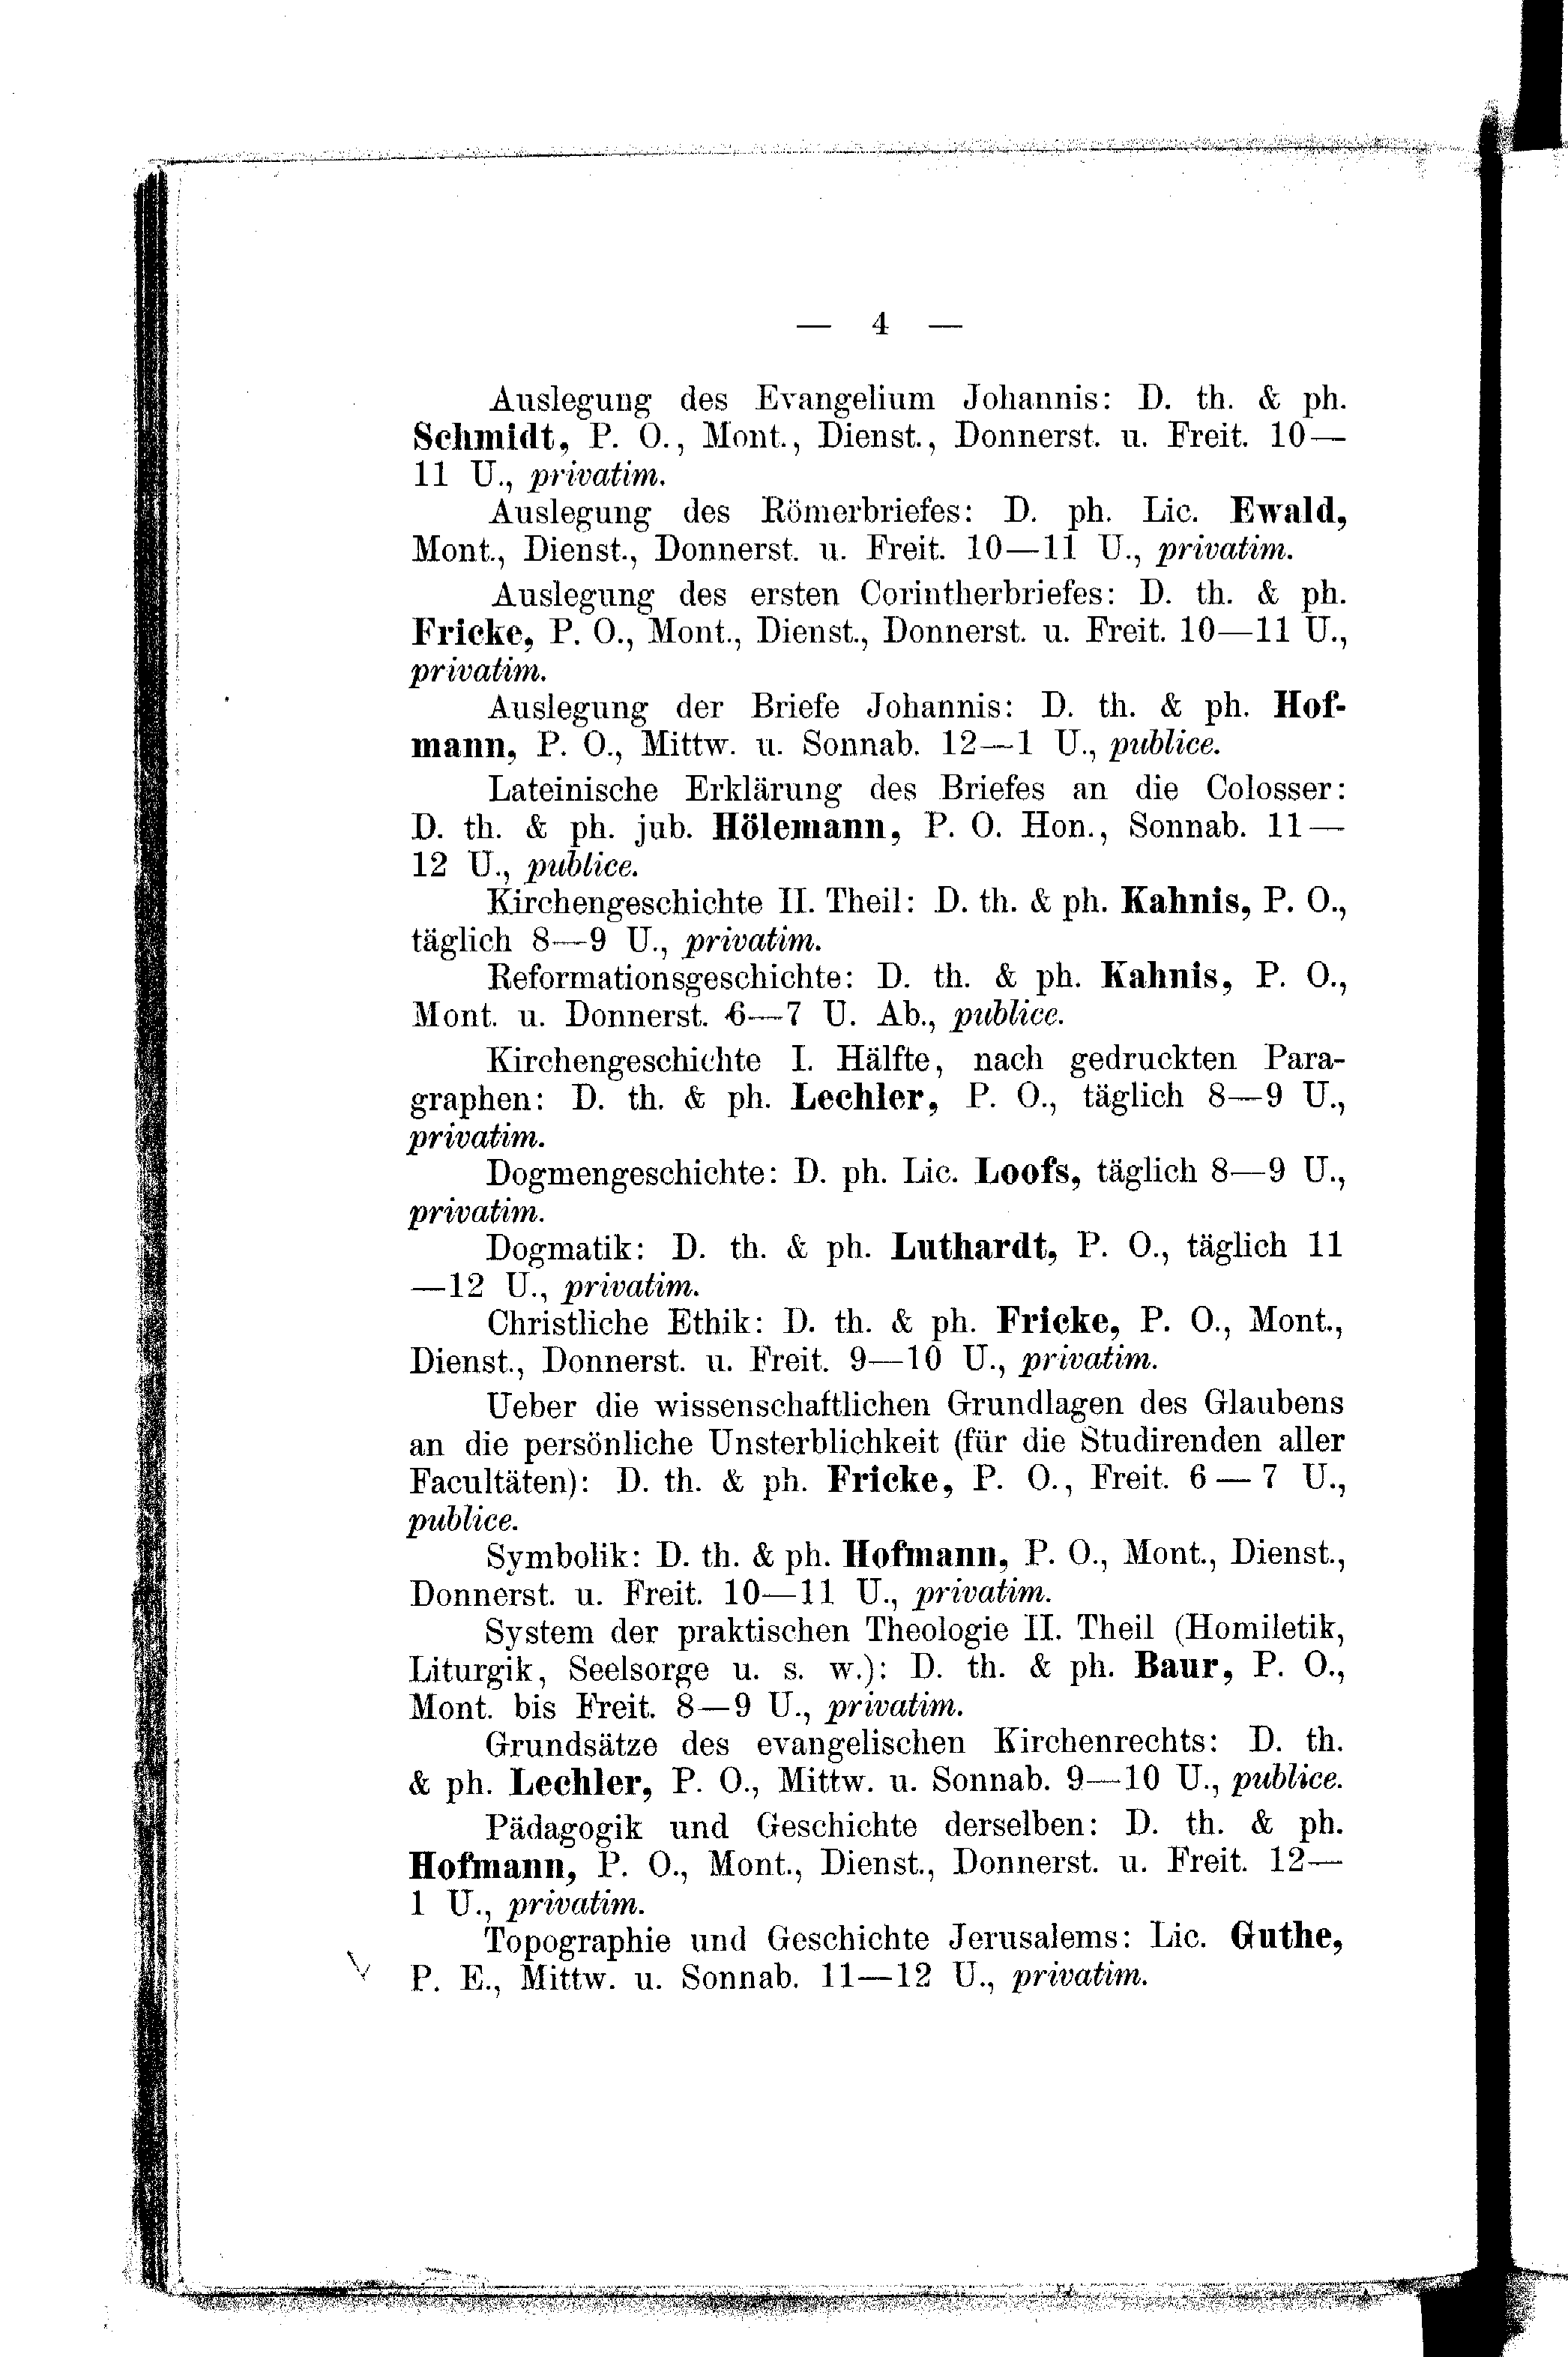 — 4 —
Auslegung des Evangelium Johannis: D. th. & ph.
Schmidt, P. O., Mont., Dienst., Donnerst. u. Freit. 10—
11 U., privatim.
Auslegung des Römerbriefes: D. ph. Lic. Ewald,
Mont., Dienst., Donnerst. u. Freit. 10—11 U., privatim.
Auslegung des ersten Corintherbriefes: D. th. & ph.
Fricke, P. O., Mont., Dienst., Donnerst. u. Freit. 10—11 U.,
privatim.
Auslegung der Briefe Johannis: D. th. & ph. Hof-
mann, P. O., Mittw. u. Sonnab. 12—1 U., publice.
Lateinische Erklärung des Briefes an die Colosser:
D. th. & ph. jub. Hölemann, P. O. Hon., Sonnab. 11—
12 U., publice.
Kirchengeschichte II. Theil: D. th. & ph. Kahnis, P. O.,
täglich 8—9 U., privatim.
Reformationsgeschichte: D. th. & ph. Kahnis, P. O.,
Mont. u. Donnerst. 6—7 U. Ab., publice.
Kirchengeschichte I. Hälfte, nach gedruckten Para-
graphen: D. th. & ph. Lechler, P. O., täglich 8—9 U.,
privatim.
Dogmengeschichte: D. ph. Lic. Loofs, täglich 8—9 U.,
privatim.
Dogmatik: D. th. & ph. Luthardt, P. O., täglich 11
—12 U., privatim.
Christliche Ethik: D. th. & ph. Fricke, P. O., Mont.,
Dienst., Donnerst. u. Freit. 9—10 U., privatim.
Ueber die wissenschaftlichen Grundlagen des Glaubens
an die persönliche Unsterblichkeit (für die Studirenden aller
Facultäten): D. th. & ph. Fricke, P. O., Freit. 6—7 U.,
publice.
Symbolik: D. th. & ph. Hofmann, P. O., Mont., Dienst.,
Donnerst. u. Freit. 10—11 U., privatim.
System der praktischen Theologie II. Theil (Homiletik,
Liturgik, Seelsorge u. s. w.): D. th. & ph. Baur, P. O.,
Mont. bis Freit. 8—9 U., privatim.
Grundsätze des evangelischen Kirchenrechts: D. th.
& ph. Lechler, P. O., Mittw. u. Sonnab. 9—10 U., publice.
Pädagogik und Geschichte derselben: D. th. & ph.
Hofmann, P. O., Mont., Dienst., Donnerst. u. Freit. 12—
1 U., privatim.
Topographie und Geschichte Jerusalems: Lic. Guthe,
P. E., Mittw. u. Sonnab. 11—12 U., privatim.